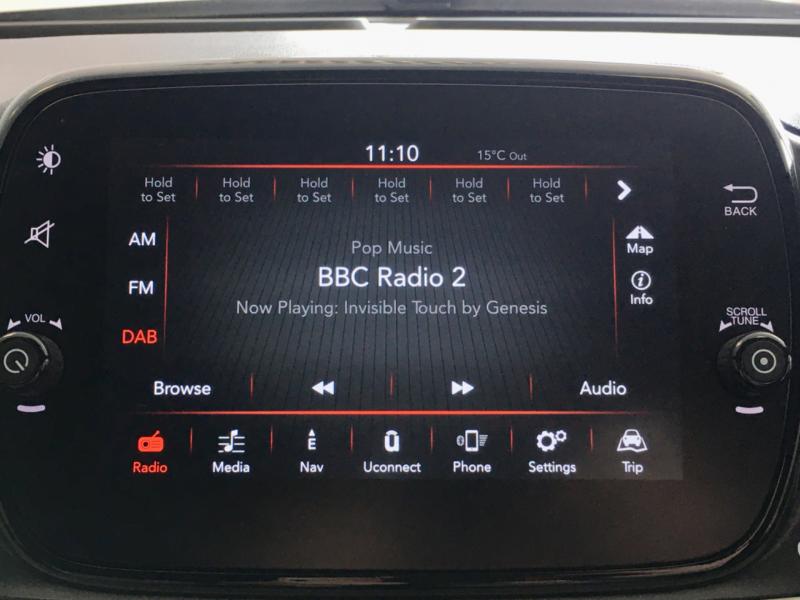 11:10 15°C Out
Hold to Set Hold to Set Hold to Set Hold to Set Hold to Set Hold to Set
BACK
AM
Map
Pop Music
BBC Radio 2
FM
Info
Now Playing: Invisible Touch by Genesis
VOL
SCROLL
TUNE
DAB
Browse Audio
E
Radio Media Nav Uconnect Phone Settings Trip